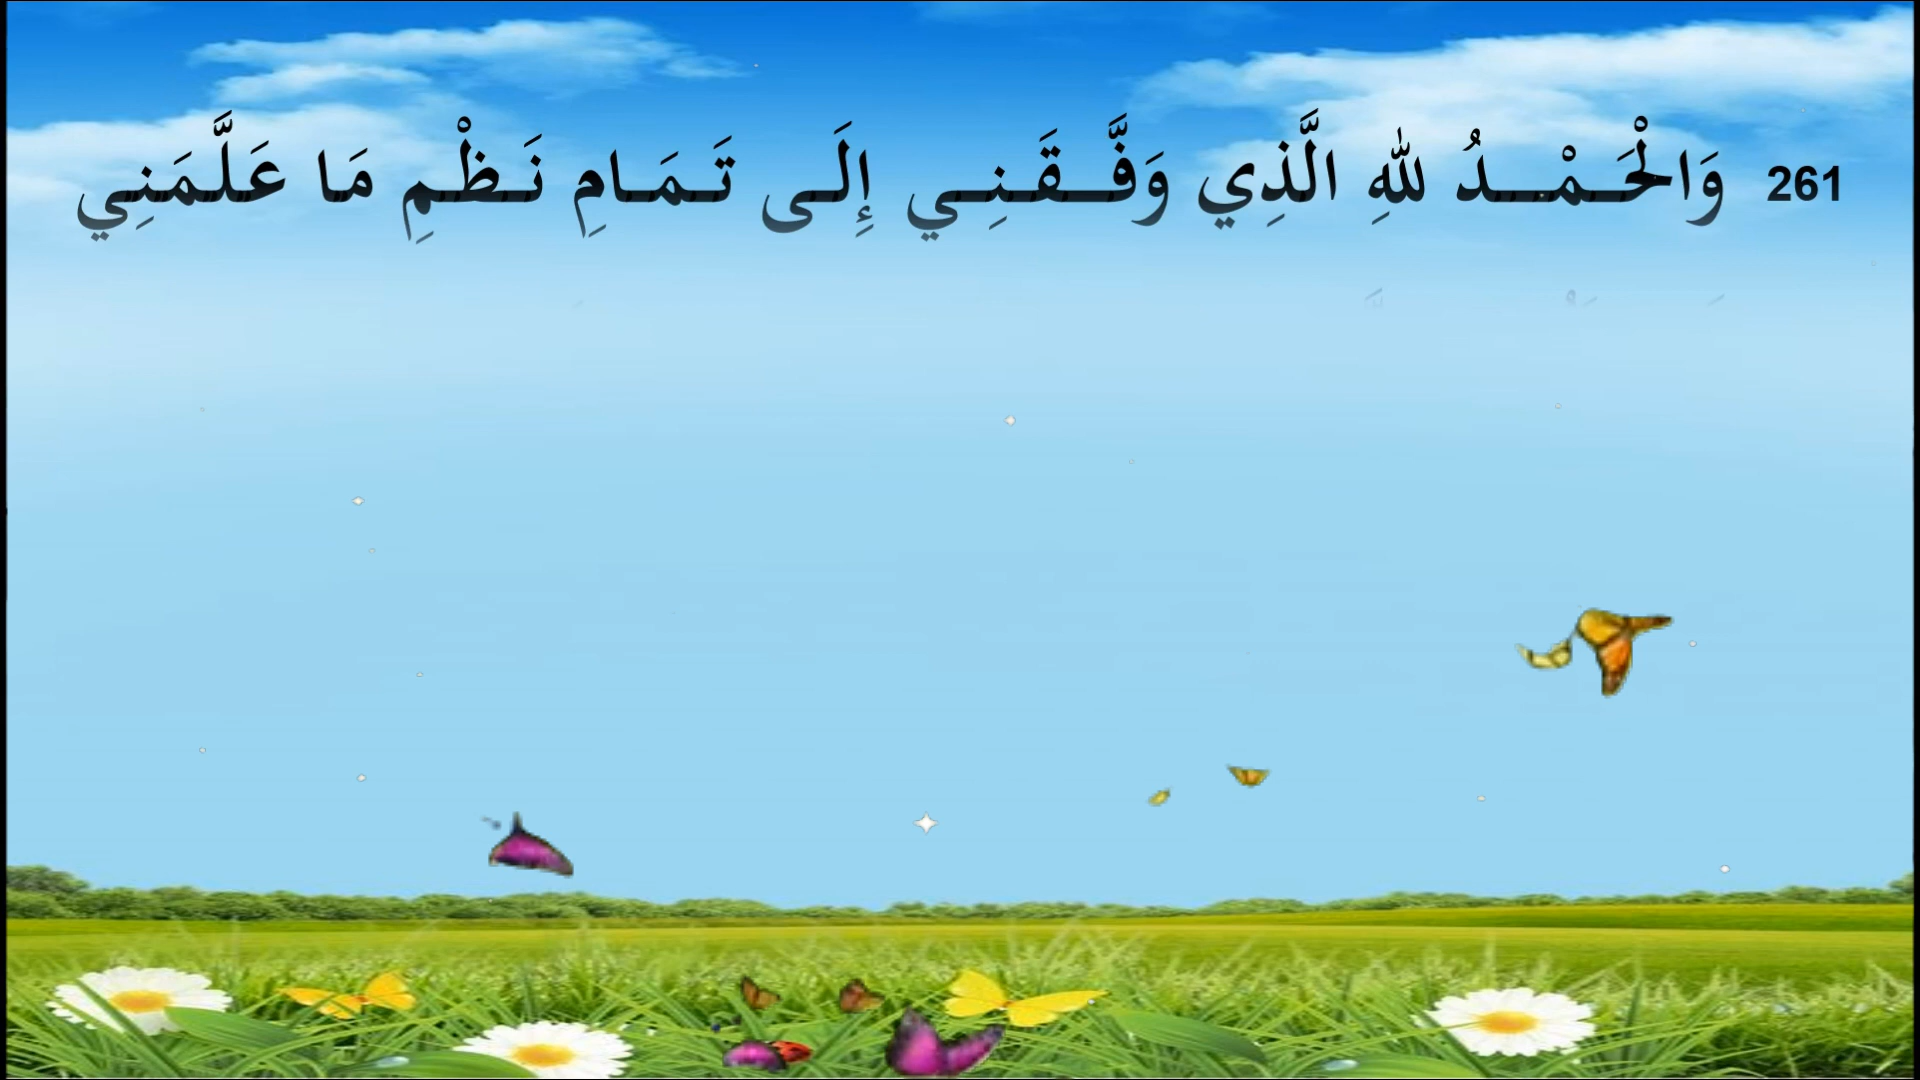 261 وَالْحَمْدُ للهِ الَّذِي وَفَّقَنِي إِلَى تَمَامِ نَظْمِ مَا عَلَّمَنِي